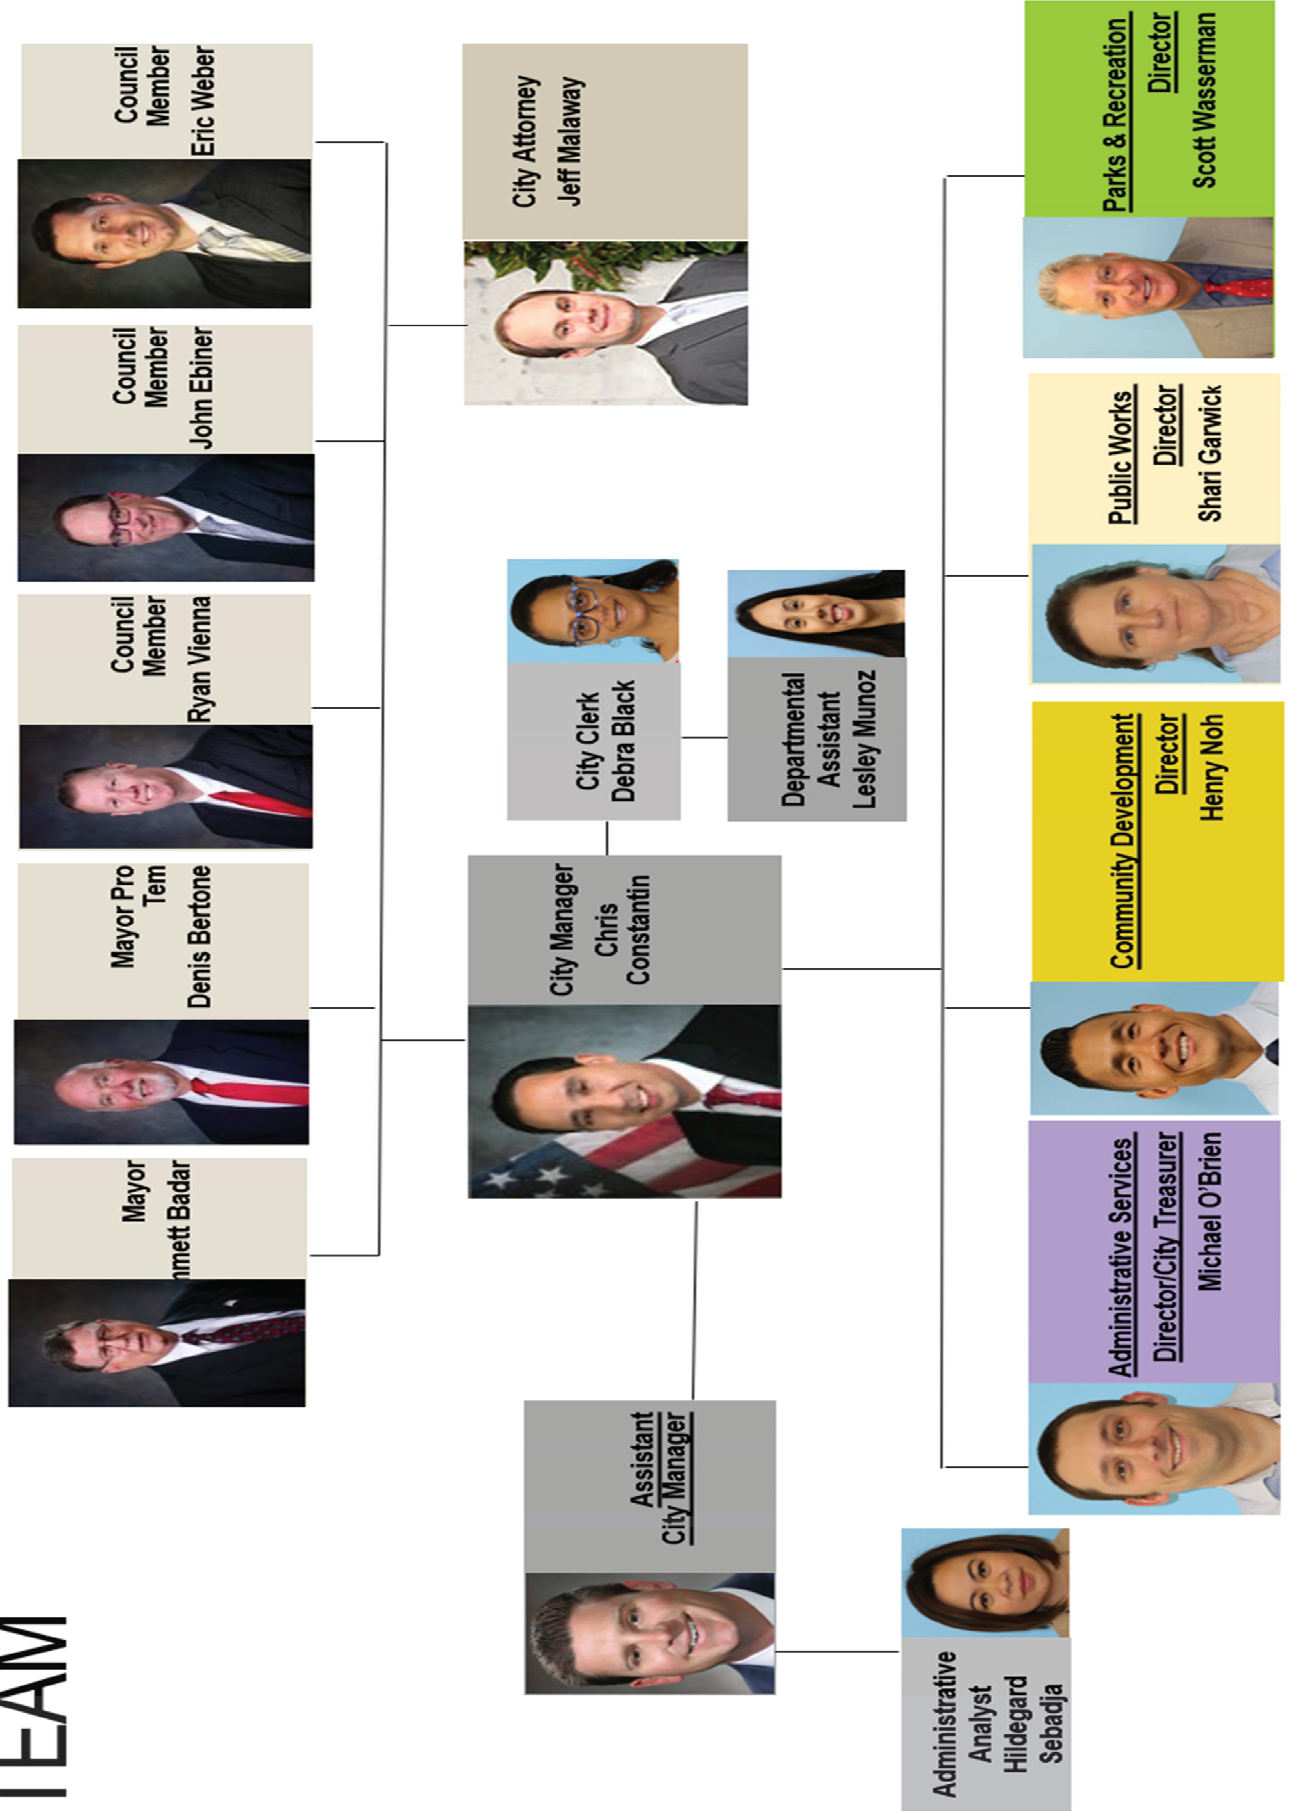 TEAM
Mayor
mmett Badar
Mayor Pro
Tem
Denis Bertone
Council
Member
Ryan Vienna
Council
Member
John Ebiner
Council
Member
Eric Weber
Assistant
City Manager
City Manager
Chris
Constantin
City Clerk
Debra Black
City Attorney
Jeff Malaway
Departmental
Assistant
Lesley Munoz
Administrative
Analyst
Hildegard
Sebadja
Administrative Services
Director/City Treasurer
Michael O'Brien
Community Development
Director
Henry Noh
Public Works
Director
Shari Garwick
Parks & Recreation
Director
Scott Wasserman